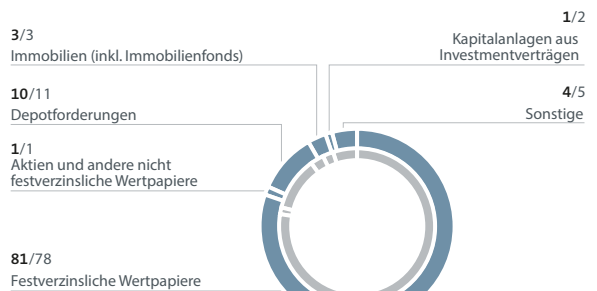 3/3
Immobilien (inkl. Immobilienfonds)
10/11
Depotforderungen
1/1
Aktien und andere nicht
festverzinsliche Wertpapiere
81/78
Festverzinsliche Wertpapiere
1/2
Kapitalanlagen aus
Investmentverträgen
4/5
Sonstige